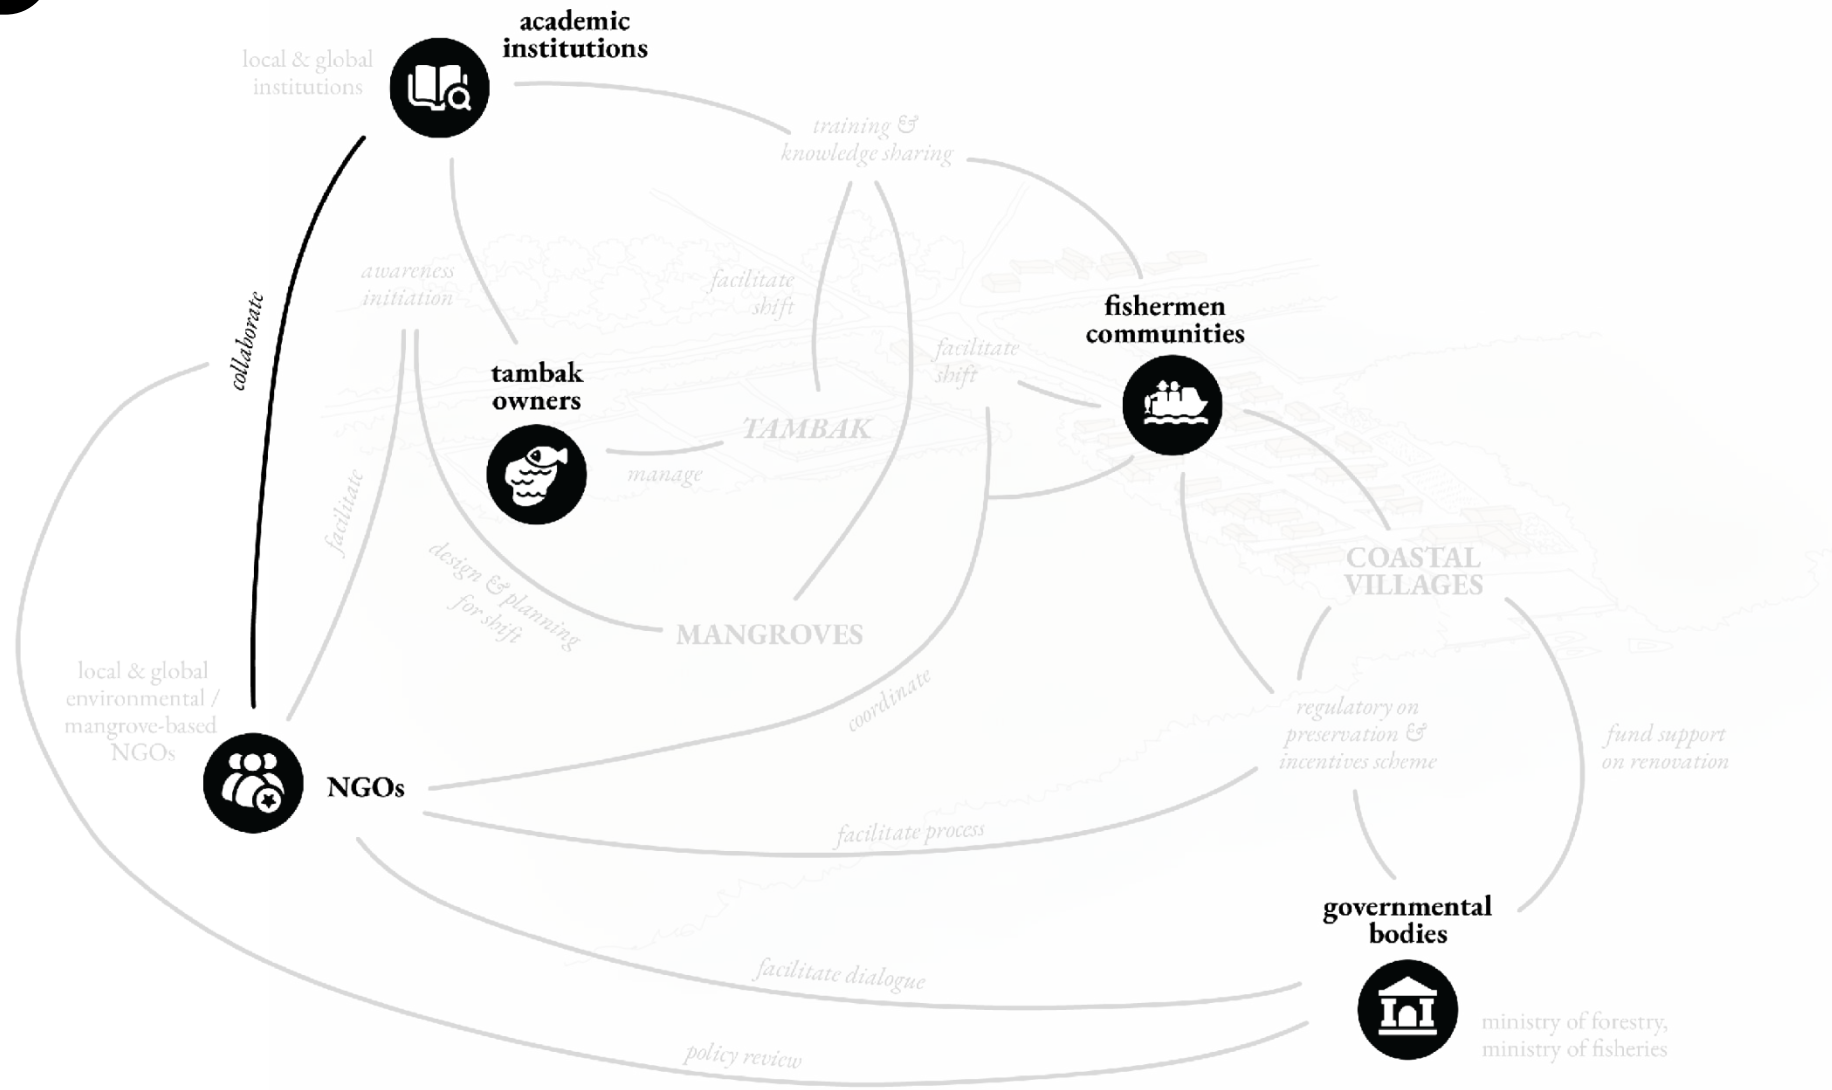 academic
institutions
local & global
institutions
training &
knowledge sharing
awareness
initiation
facilitate
shift
collaborate
fishermen
communities
facilitate
shift
tambak
owners
TAMBAK
manage
facilitate
design & planning
for shift
COASTAL
VILLAGES
MANGROVES
local & global
environmental /
mangrove-based
NGOs
coordinate
regulatory on
preservation &
incentives scheme
fund support
on renovation
NGOs
facilitate process
governmental
bodies
facilitate dialogue
ministry of forestry,
ministry of fisheries
policy review